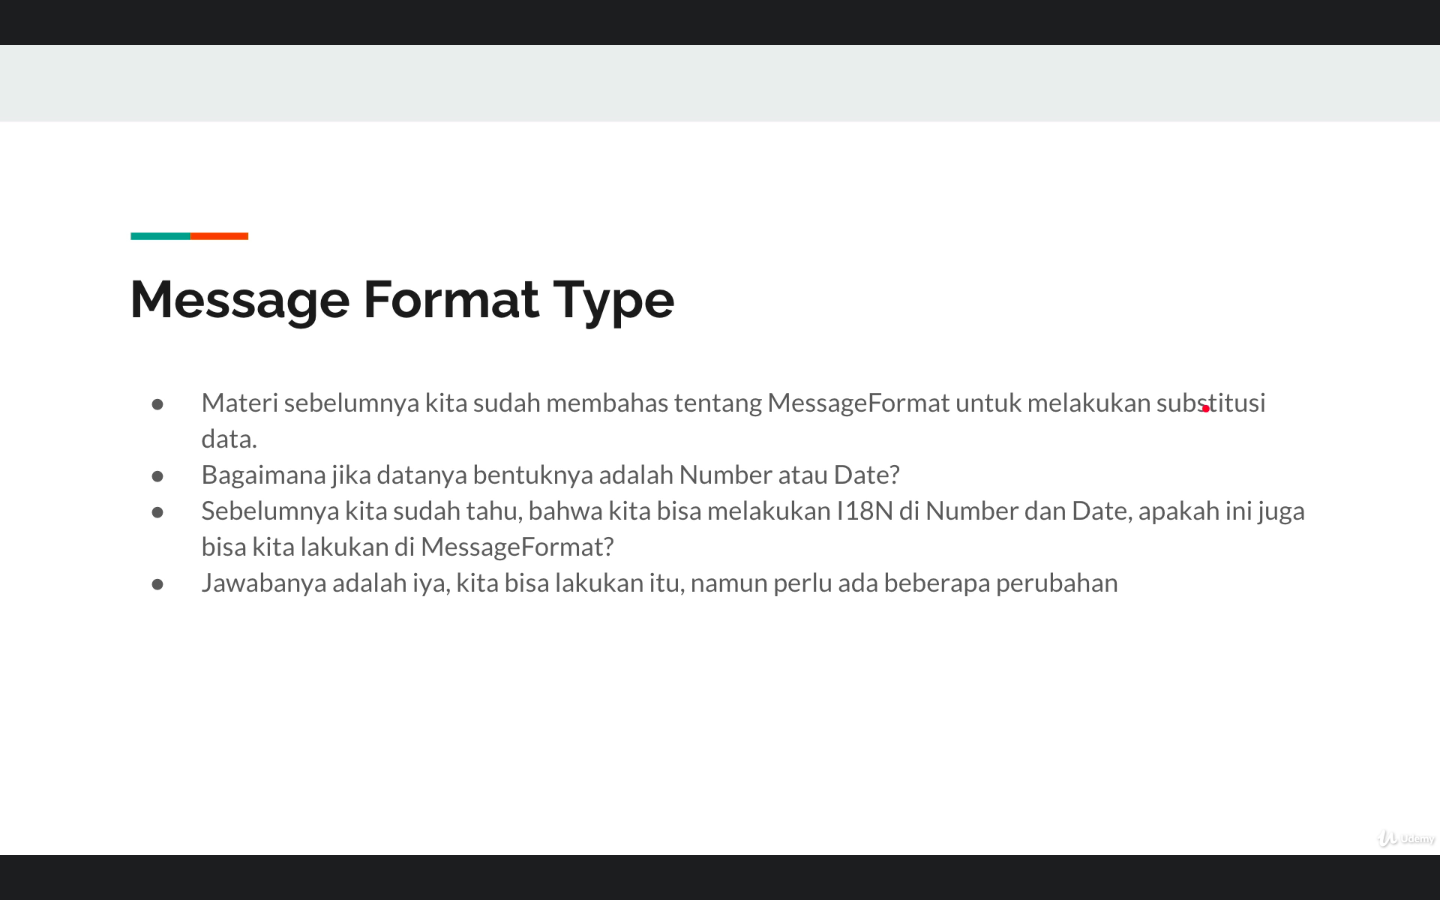 Message Format Type
● Materi sebelumnya kita sudah membahas tentang MessageFormat untuk melakukan substitusi
data.
● Bagaimana jika datanya bentuknya adalah Number atau Date?
● Sebelumnya kita sudah tahu, bahwa kita bisa melakukan I18N di Number dan Date, apakah ini juga
bisa kita lakukan di MessageFormat?
● Jawabanya adalah iya, kita bisa lakukan itu, namun perlu ada beberapa perubahan
Udemy